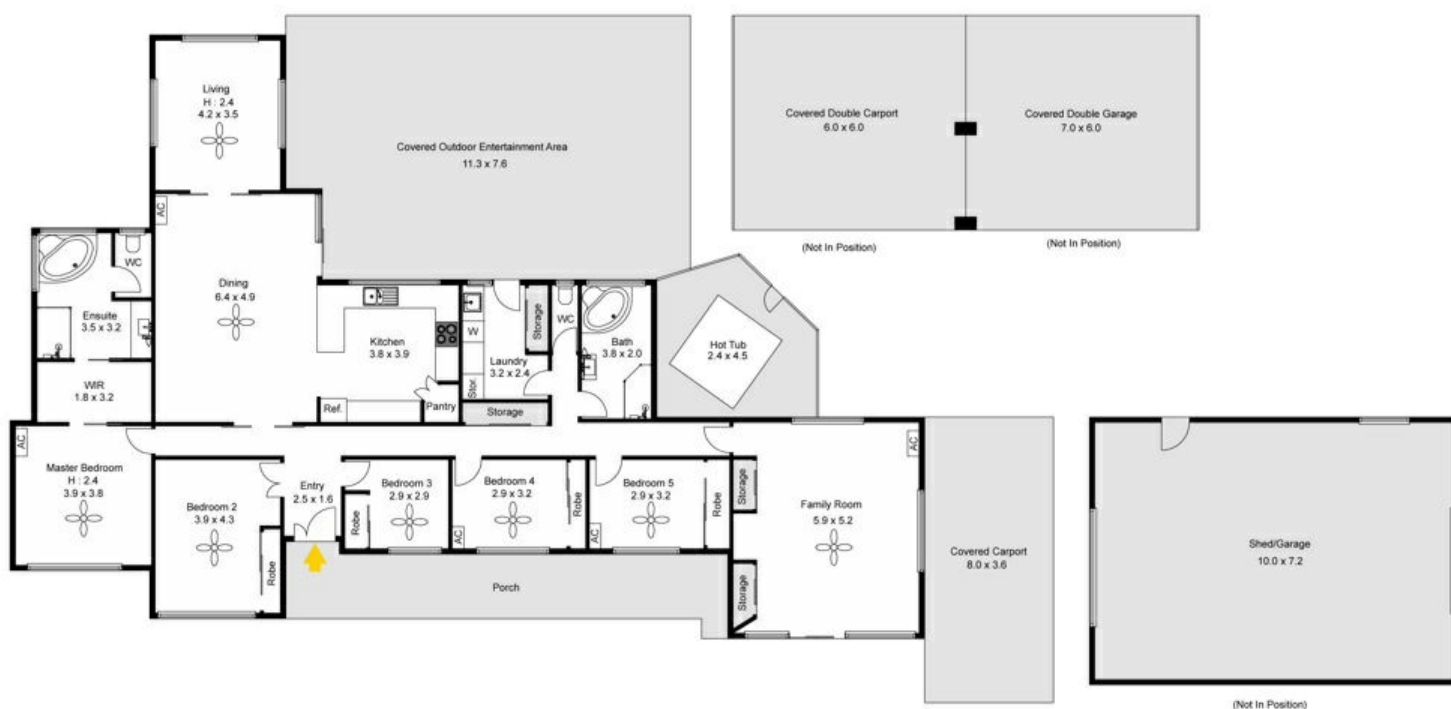 Living
H : 2.4
4.2 x 3.5
Covered Outdoor Entertainment Area
11.3 x 7.6
Covered Double Carport
6.0 x 6.0
Covered Double Garage
7.0 x 6.0
(Not In Position)
(Not In Position)
AC
WC
Ensuite
3.5 x 3.2
Dining
6.4 x 4.9
Kitchen
3.8 x 3.9
Ref.
Pantry
W
Laundry
3.2 x 2.4
Stor.
Storage
Storage
WC
Bath
3.8 x 2.0
Hot Tub
2.4 x 4.5
WIR
1.8 x 3.2
AC
Master Bedroom
H : 2.4
3.9 x 3.8
Bedroom 2
3.9 x 4.3
Robe
Entry
2.5 x 1.6
Bedroom 3
2.9 x 2.9
Robe
Bedroom 4
2.9 x 3.2
AC
Robe
Bedroom 5
2.9 x 3.2
AC
Robe
Storage
AC
Family Room
5.9 x 5.2
Storage
Porch
Covered Carport
8.0 x 3.6
Shed/Garage
10.0 x 7.2
(Not In Position)